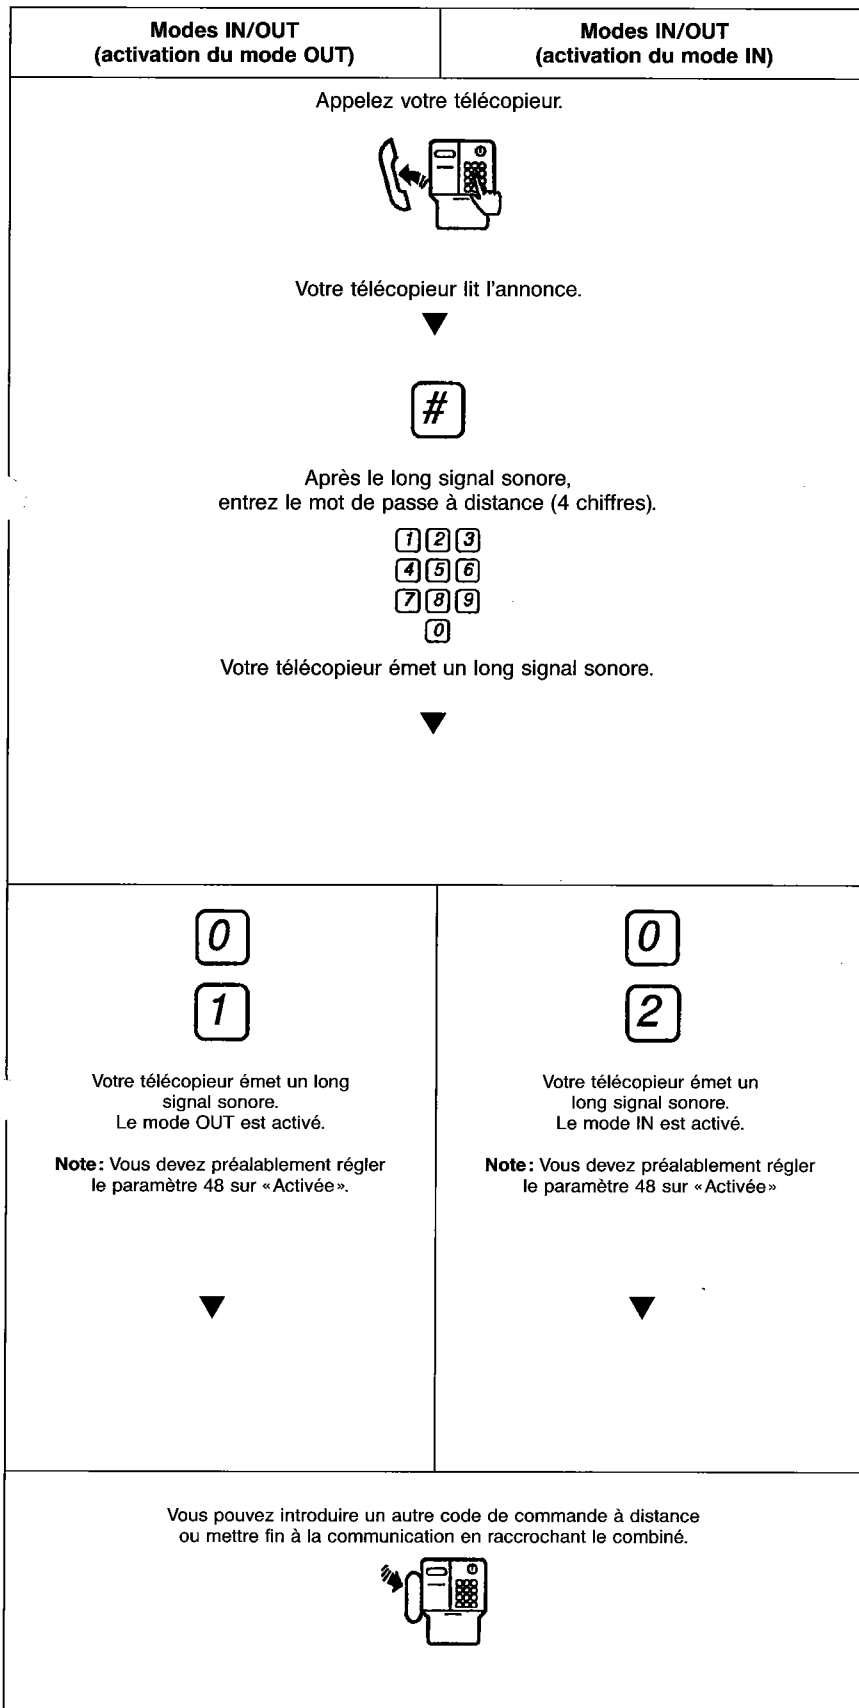 Modes IN/OUT
(activation du mode OUT)
Modes IN/OUT
(activation du mode IN)
Appelez votre télécopieur.
Votre télécopieur lit l'annonce.
#
Après le long signal sonore,
entrez le mot de passe à distance (4 chiffres).
1 2 3
4 5 6
7 8 9
0
Votre télécopieur émet un long signal sonore.
0
1
Votre télécopieur émet un long
signal sonore.
Le mode OUT est activé.
Note: Vous devez préalablement régler
le paramètre 48 sur «Activée».
0
2
Votre télécopieur émet un
long signal sonore.
Le mode IN est activé.
Note: Vous devez préalablement régler
le paramètre 48 sur «Activée»
Vous pouvez introduire un autre code de commande à distance
ou mettre fin à la communication en raccrochant le combiné.